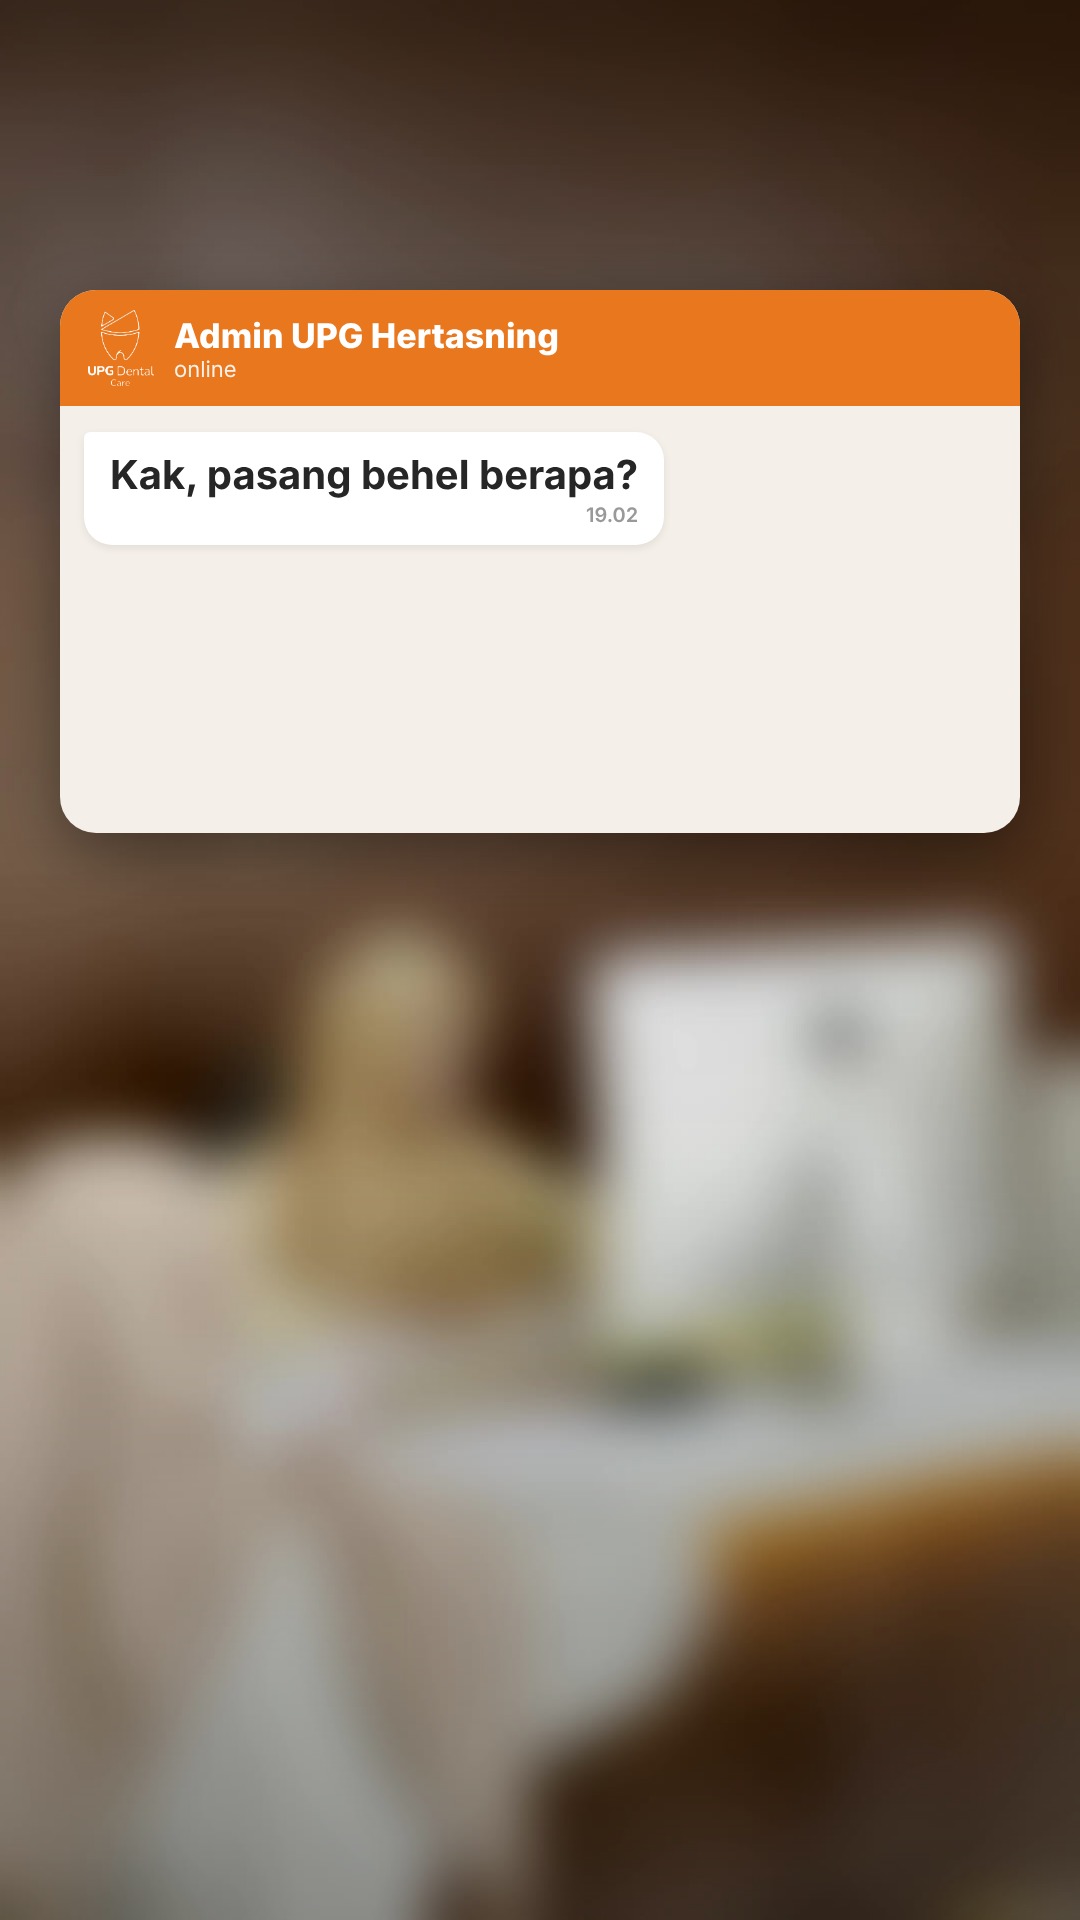 UPG Dental
Care
Admin UPG Hertasning
online
Kak, pasang behel berapa?
19.02